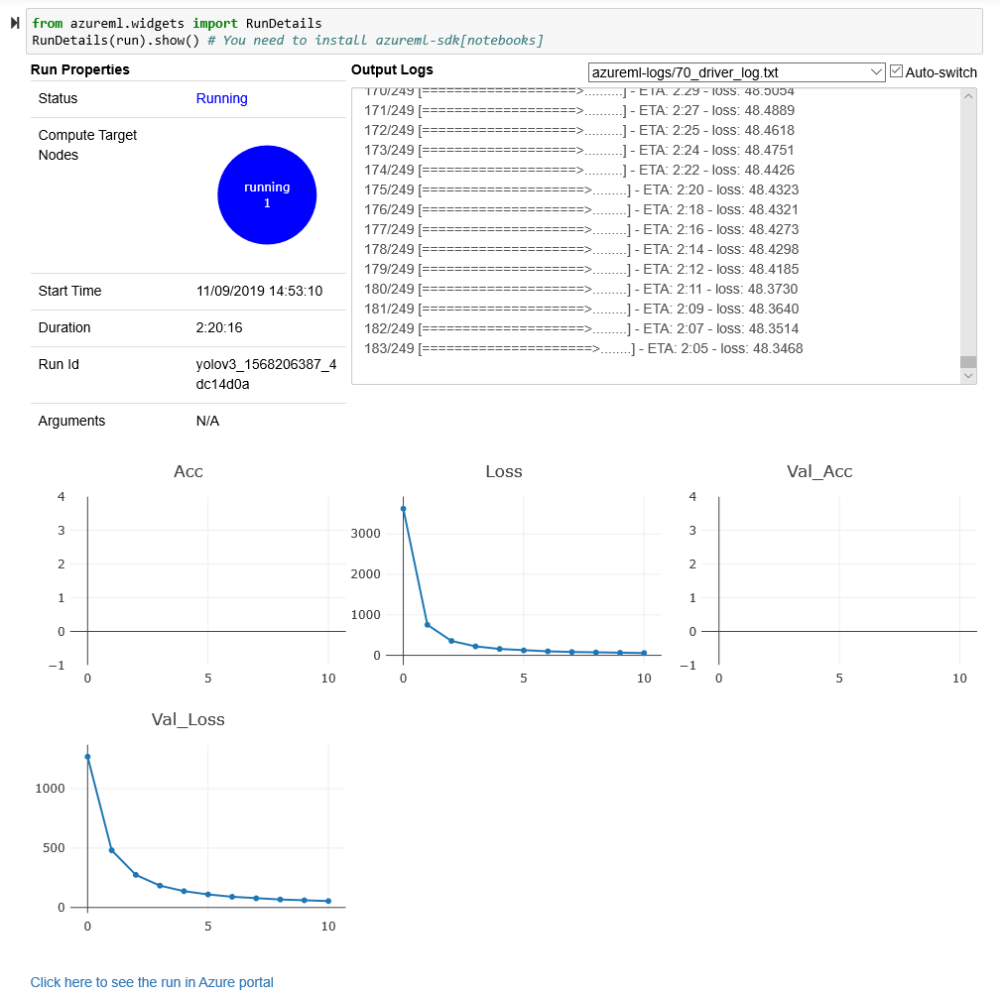 from azureml.widgets import RunDetails
RunDetails(run).show() # You need to install azureml-sdk[notebooks]
Run Properties
Status Running
Compute Target Nodes
running
1
Start Time 11/09/2019 14:53:10
Duration 2:20:16
Run Id yolov3_1568206387_4
dc14d0a
Arguments N/A
Output Logs
azureml-logs/70_driver_log.txt
Auto-switch
170/249 [===================>.........] - ETA: 2:29 - loss: 48.5054
171/249 [===================>.........] - ETA: 2:27 - loss: 48.4889
172/249 [===================>.........] - ETA: 2:25 - loss: 48.4618
173/249 [===================>.........] - ETA: 2:24 - loss: 48.4751
174/249 [===================>.........] - ETA: 2:22 - loss: 48.4426
175/249 [====================>.........] - ETA: 2:20 - loss: 48.4323
176/249 [====================>.........] - ETA: 2:18 - loss: 48.4321
177/249 [====================>.........] - ETA: 2:16 - loss: 48.4273
178/249 [====================>.........] - ETA: 2:14 - loss: 48.4298
179/249 [====================>.........] - ETA: 2:12 - loss: 48.4185
180/249 [====================>.........] - ETA: 2:11 - loss: 48.3730
181/249 [====================>.........] - ETA: 2:09 - loss: 48.3640
182/249 [====================>.........] - ETA: 2:07 - loss: 48.3514
183/249 [=====================>........] - ETA: 2:05 - loss: 48.3468
Acc
4
3
2
1
0
−1
0 5 10
Loss
3000
2000
1000
0
0 5 10
Val_Acc
4
3
2
1
0
−1
0 5 10
Val_Loss
1000
500
0
0 5 10
Click here to see the run in Azure portal